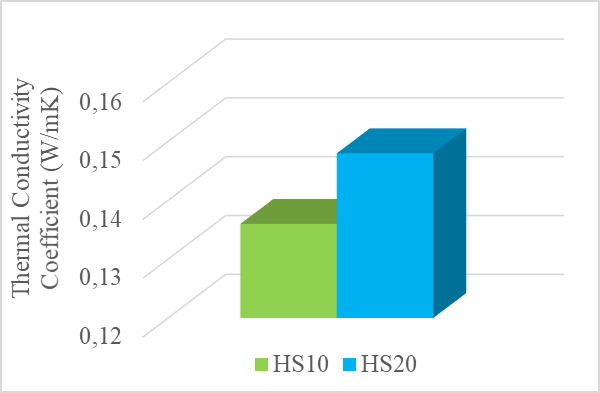 Thermal Conductivity
Coefficient (W/mK)
0,16
0,15
0,14
0,13
0,12
HS10
HS20